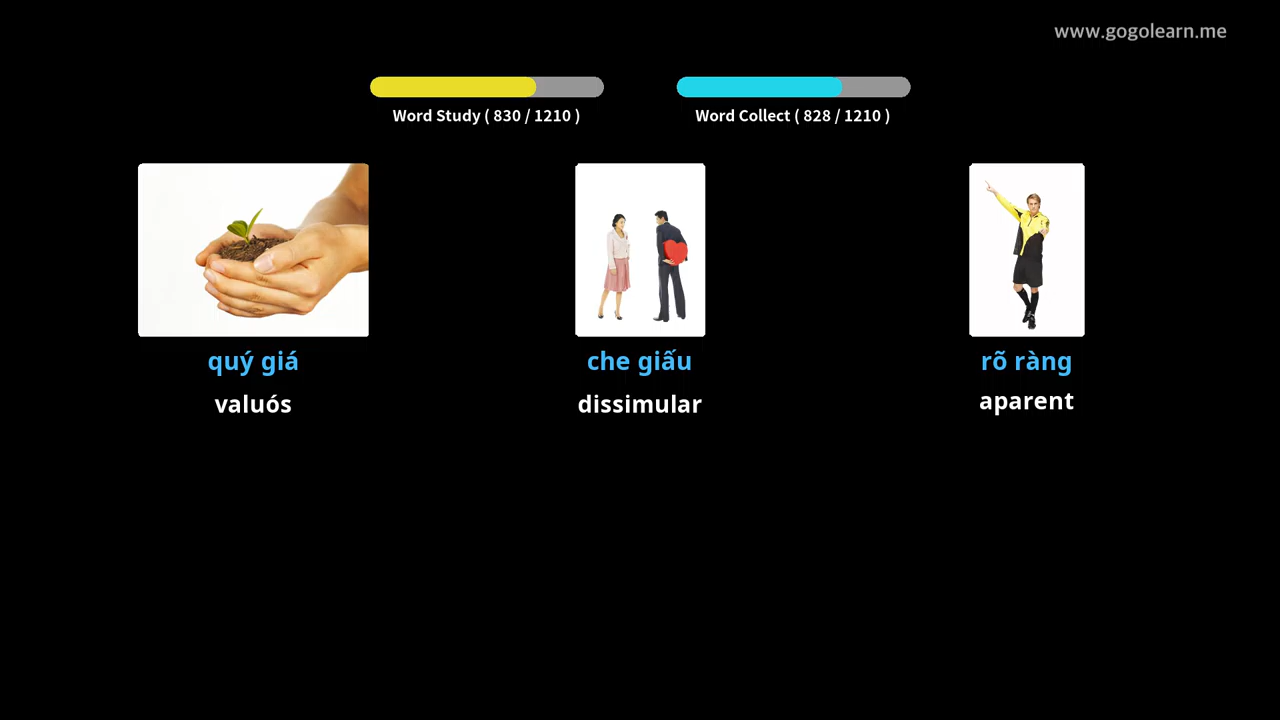 www.gogolearn.me
Word Study ( 830 / 1210 )
Word Collect ( 828 / 1210 )
quý giá
valuós
che giấu
dissimular
rõ ràng
aparent